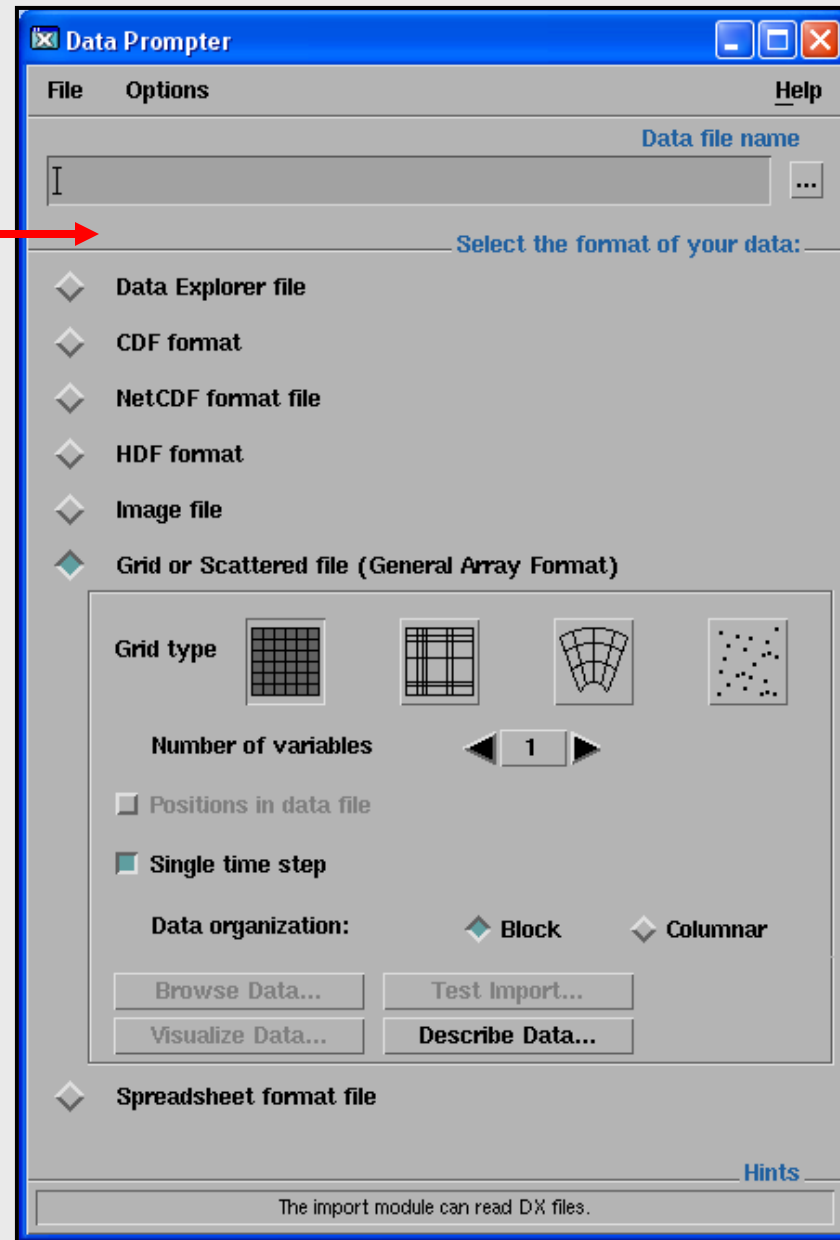 Data Prompter
File Options Help
Data file name
...
Select the format of your data:
Data Explorer file
CDF format
NetCDF format file
HDF format
Image file
Grid or Scattered file (General Array Format)
Grid type
Number of variables 1
Positions in data file
Single time step
Data organization: Block Columnar
Browse Data... Test Import...
Visualize Data... Describe Data...
Spreadsheet format file
Hints
The import module can read DX files.